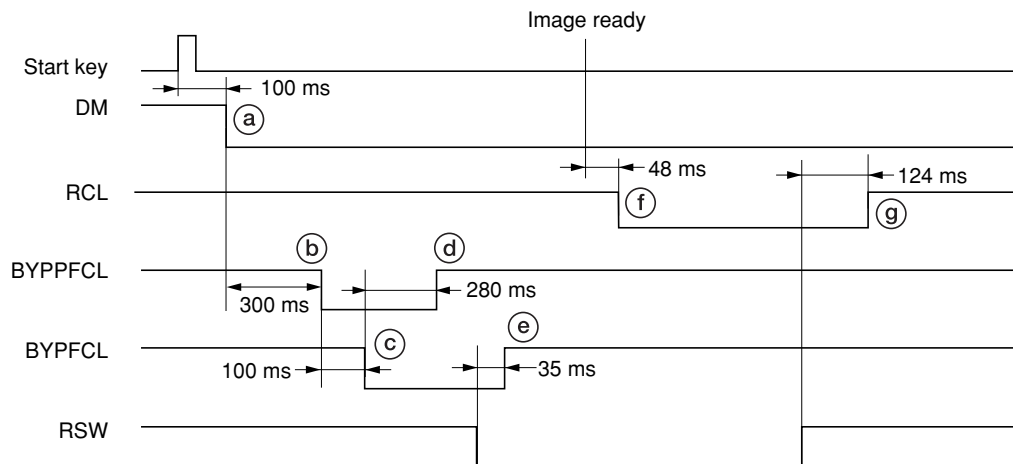 Image ready
Start key
100 ms
DM
a
48 ms
124 ms
RCL
f
g
b
d
BYPPFCL
300 ms
280 ms
e
BYPFCL
c
100 ms
35 ms
RSW